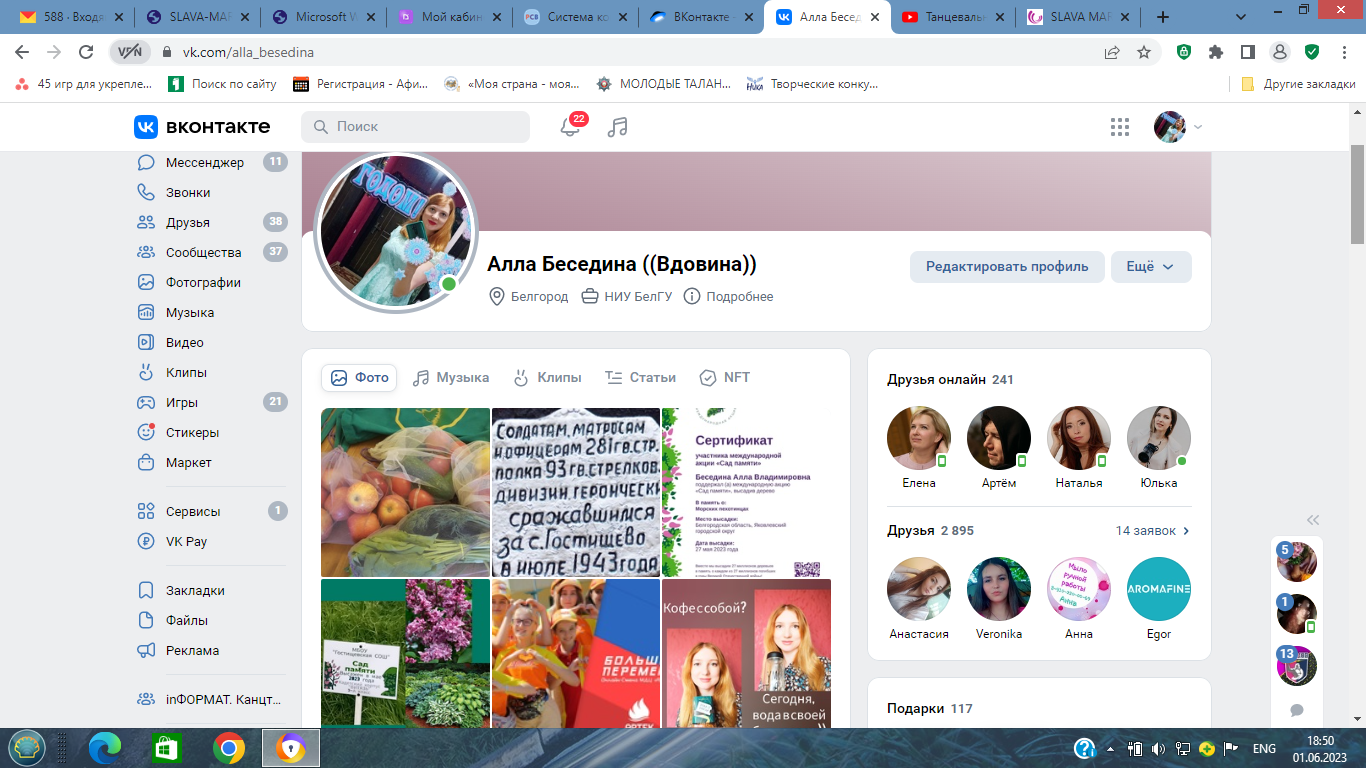 588 · Входя
SLAVA-MAR
Microsoft W
Мой кабин
Система ко
ВКонтакте
Алла Бесед
Танцеваль
SLAVA MAR
VPN
vk.com/alla_besedina
45 игр для укрепле...
Поиск по сайту
Регистрация - Афи...
«Моя страна - моя...
МОЛОДЫЕ ТАЛАН...
Творческие конку...
Другие закладки
вконтакте
Поиск
22
Мессенджер 11
Звонки
Друзья 38
Сообщества 37
Фотографии
Музыка
Видео
Клипы
Игры 21
Стикеры
Маркет
Сервисы 1
VK Pay
Закладки
Файлы
Реклама
inФОРМАТ. Канцт...
Алла Беседина ((Вдовина))
Белгород НИУ БелГУ Подробнее
Редактировать профиль
Ещё
Фото Музыка Клипы Статьи NFT
СОЛДАТАМ, МАТРОСАМ
И ОФИЦЕРАМ 281 ГВ.СТР.
ПОЛКА 93 ГВ.СТРЕЛКОВ.
ДИВИЗИИ, ГЕРОИЧЕСКИ
СРАЖАВШИМСЯ
ЗА С. ГОСТИЩЕВО
В ИЮЛЕ 1943 ГОДА
Сертификат
участника международной
акции «Сад памяти»
Беседина Алла Владимировна
поддержал (а) международную акцию
«Сад памяти», высадив дерево
В память о:
Морских пехотинцах
Место высадки:
Белгородская область, Яковлевский
городской округ
Дата высадки:
27 мая 2023 года
МБОУ
"Гостищевская СОШ"
Сад
памяти
2023 года
БОЛЬШ
ПЕРЕМЕ
АРТЕК
Кофе с собой?
Сегодня,
вода в своей
Друзья онлайн 241
Елена
Артём
Наталья
Юлька
Друзья 2 895
14 заявок
Мыло
ручной
работы
Анна
AROMAFINE
Анастасия
Veronika
Анна
Egor
Подарки 117
5
1
13
ENG
18:50
01.06.2023